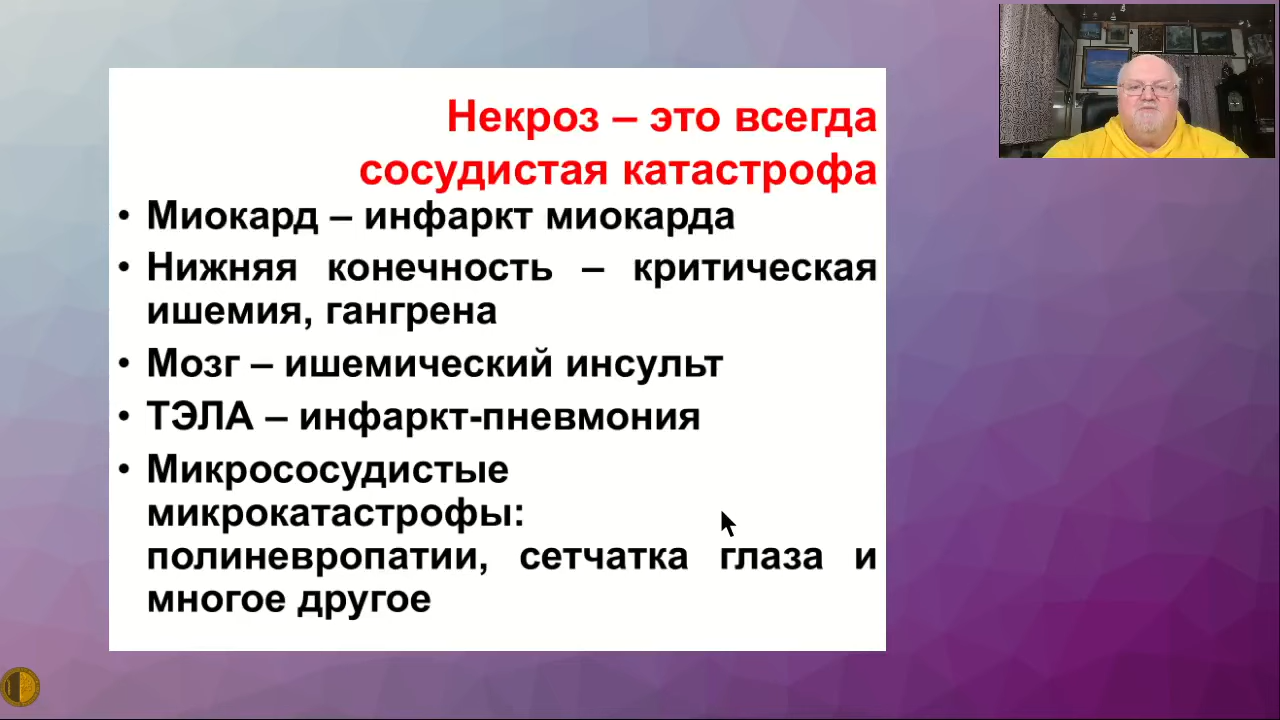 Некроз – это всегда
сосудистая катастрофа
• Миокард – инфаркт миокарда
• Нижняя конечность – критическая
ишемия, гангрена
• Мозг – ишемический инсульт
• ТЭЛА – инфаркт-пневмония
• Микрососудистые
микрокатастрофы:
полиневропатии, сетчатка глаза и
многое другое